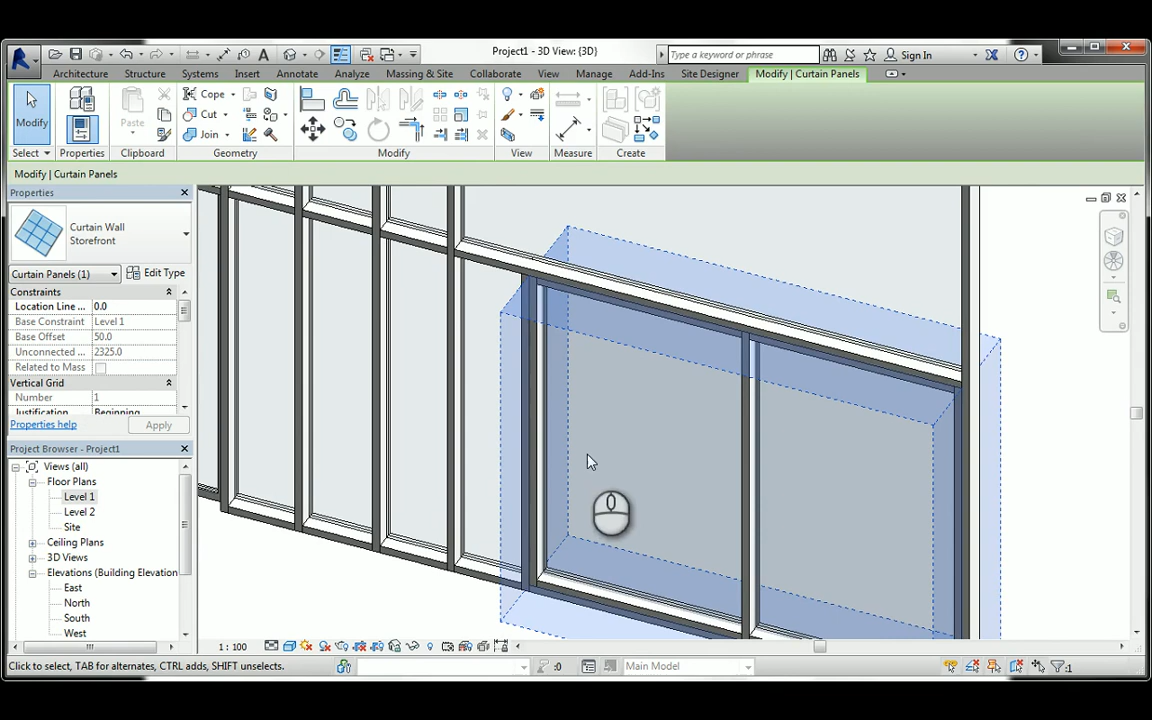 Project1 - 3D View: {3D}
Type a keyword or phrase
Sign In
Architecture Structure Systems Insert Annotate Analyze Massing & Site Collaborate View Manage Add-Ins Site Designer Modify | Curtain Panels
Modify
Paste
Cope
Cut
Join
Select Properties Clipboard Geometry Modify View Measure Create
Modify | Curtain Panels
Properties
Curtain Wall
Storefront
Curtain Panels (1)
Edit Type
Constraints
Location Line ... 0.0
Base Constraint Level 1
Base Offset 50.0
Unconnected ... 2325.0
Related to Mass
Vertical Grid
Number 1
Justification Beginning
Properties help
Apply
Project Browser - Project1
Views (all)
Floor Plans
Level 1
Level 2
Site
Ceiling Plans
3D Views
Elevations (Building Elevation
East
North
South
West
1 : 100
Click to select, TAB for alternates, CTRL adds, SHIFT unselects.
:0
Main Model
:1